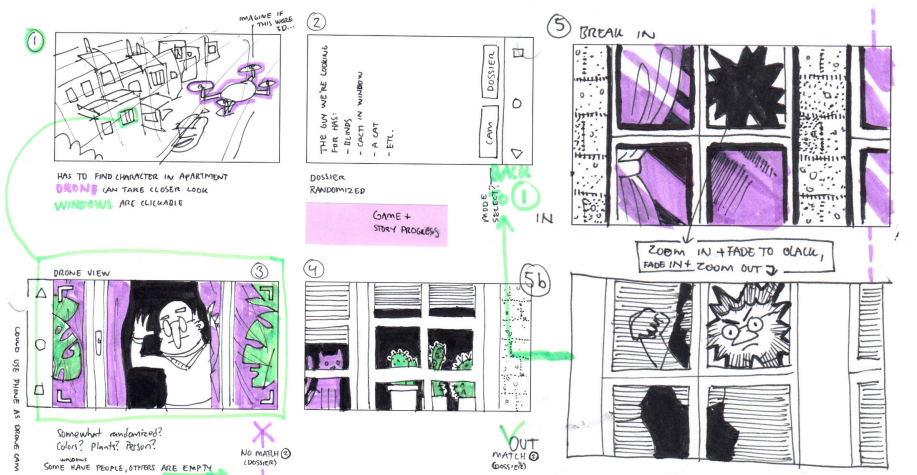 1
IMAGINE IF
THIS WERE
3D...
HAS TO FIND CHARACTER IN APARTMENT
DRONE CAN TAKE CLOSER LOOK
WINDOWS ARE CLICKABLE
2
THE GUY WE'RE LOOKING
FOR HAS:
- BLINDS
- CACTI IN WINDOW
- A CAT
- ETC.
CAM
DOSSIER
DOSSIER
RANDOMIZED
MODE
SELECT?
BACK
1
GAME +
STORY PROGRESS
IN
5 BREAK IN
ZOOM IN + FADE TO BLACK,
FADE IN + ZOOM OUT
DRONE VIEW
3
COULD USE PHONE AS DRONE CAM
Somewhat randomized?
Colors? Plants? Person?
WINDOWS
SOME HAVE PEOPLE, OTHERS ARE EMPTY
NO MATCH 2
(DOSSIER)
4
5b
OUT
MATCH 2
(DOSSIER)